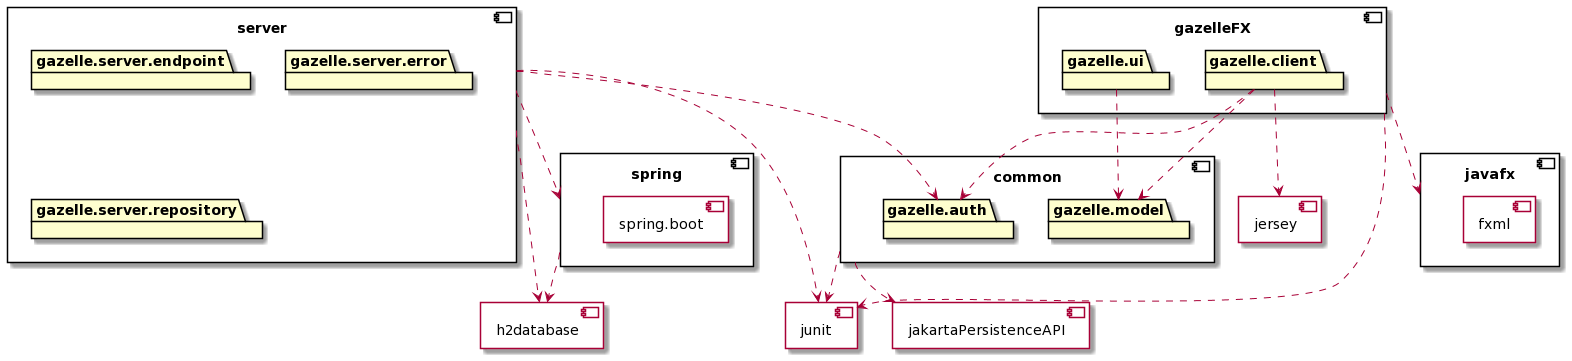 server
gazelleFX
gazelle.server.endpoint
gazelle.server.error
gazelle.ui
gazelle.client
spring
common
javafx
gazelle.server.repository
spring.boot
gazelle.auth
gazelle.model
jersey
fxml
h2database
junit
jakartaPersistenceAPI